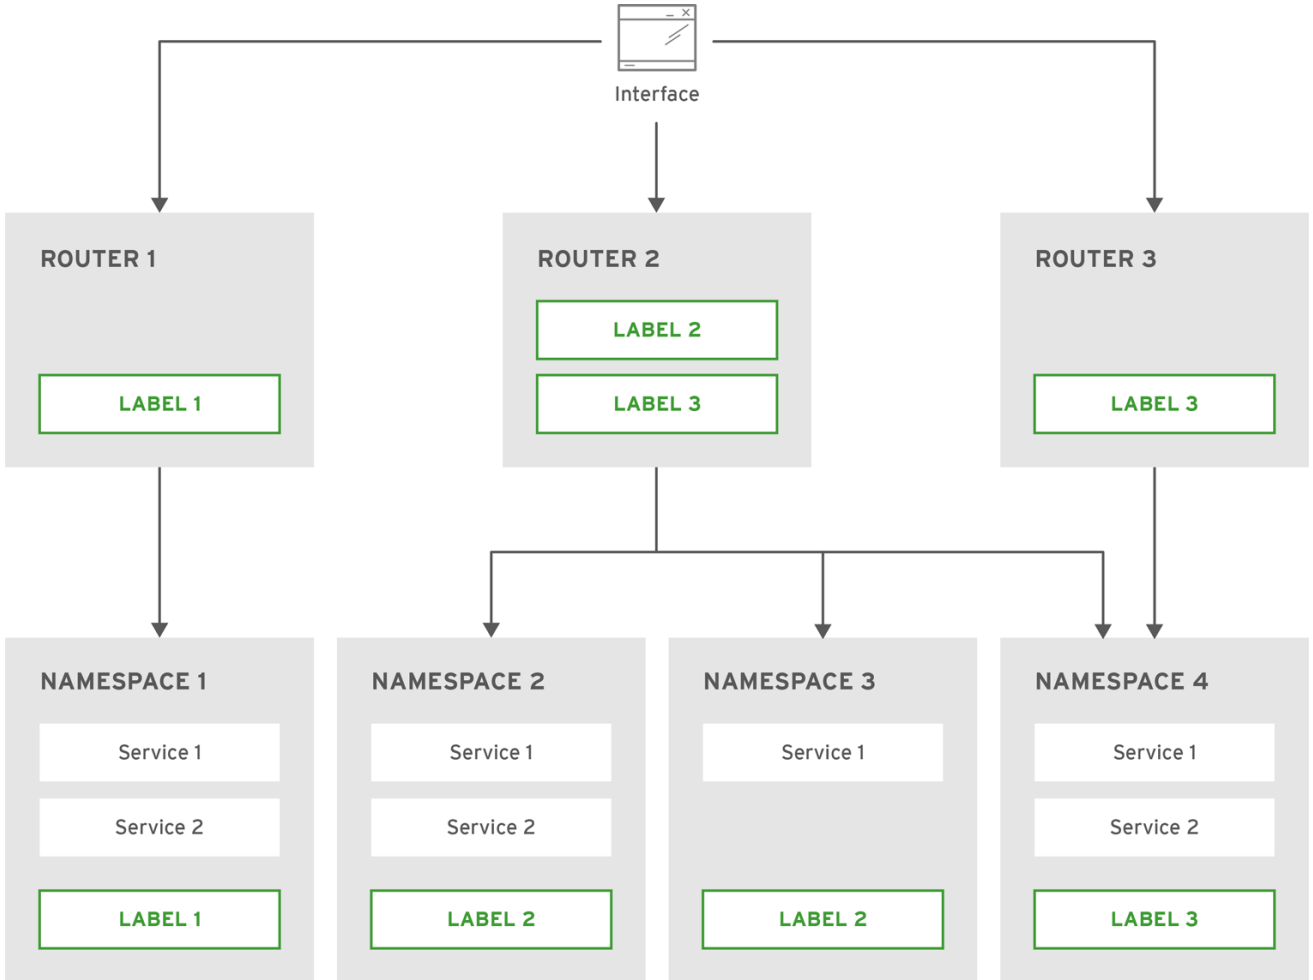 Interface
ROUTER 1
LABEL 1
ROUTER 2
LABEL 2
LABEL 3
ROUTER 3
LABEL 3
NAMESPACE 1
Service 1
Service 2
LABEL 1
NAMESPACE 2
Service 1
Service 2
LABEL 2
NAMESPACE 3
Service 1
LABEL 2
NAMESPACE 4
Service 1
Service 2
LABEL 3